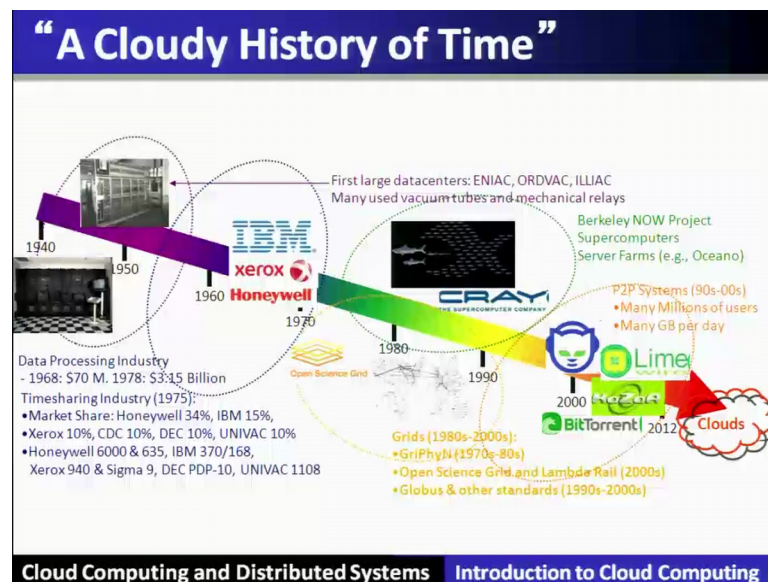 “A Cloudy History of Time”
First large datacenters: ENIAC, ORDVAC, ILLIAC
Many used vacuum tubes and mechanical relays
1940
1950
1960
1970
1980
1990
2000
2012
IBM
xerox
Honeywell
Berkeley NOW Project
Supercomputers
Server Farms (e.g., Oceano)
CRAY
THE SUPERCOMPUTER COMPANY
P2P Systems (90s-00s)
•Many Millions of users
•Many GB per day
Open Science Grid
Lime
KaZaA
BitTorrent
Clouds
Data Processing Industry
- 1968: $70 M. 1978: $3.15 Billion
Timesharing Industry (1975):
•Market Share: Honeywell 34%, IBM 15%,
•Xerox 10%, CDC 10%, DEC 10%, UNIVAC 10%
•Honeywell 6000 & 635, IBM 370/168,
Xerox 940 & Sigma 9, DEC PDP-10, UNIVAC 1108
Grids (1980s-2000s):
•GriPhyN (1970s-80s)
•Open Science Grid and Lambda Rail (2000s)
•Globus & other standards (1990s-2000s)
Cloud Computing and Distributed Systems
Introduction to Cloud Computing